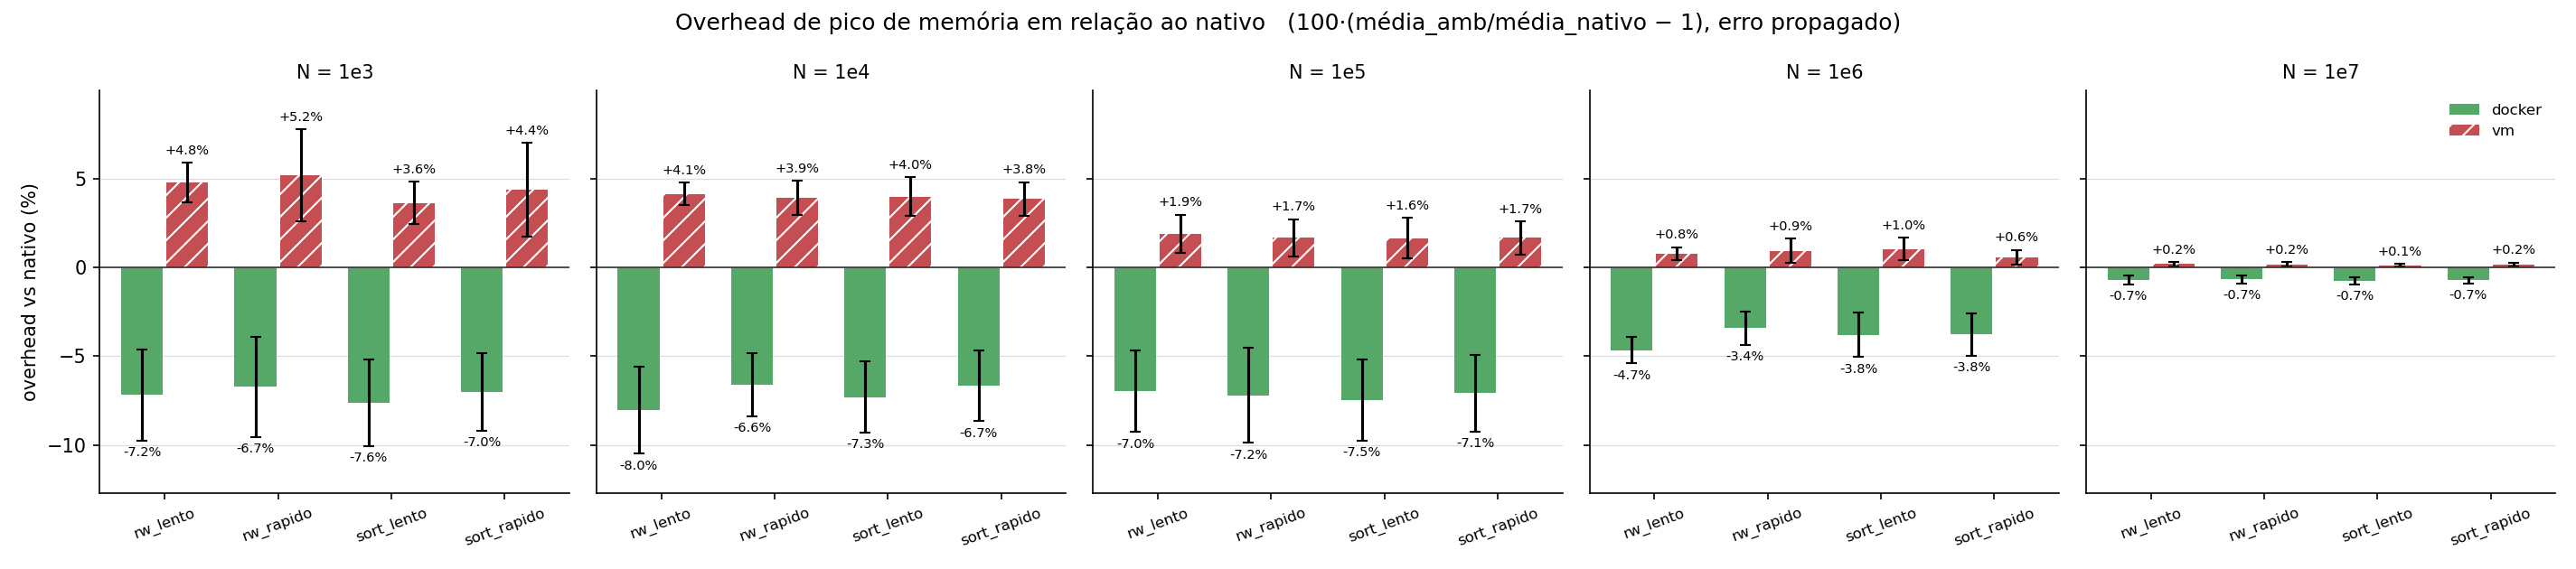 Overhead de pico de memória em relação ao nativo (100·(média_amb/média_nativo − 1), erro propagado)
N = 1e3
N = 1e4
N = 1e5
N = 1e6
N = 1e7
overhead vs nativo (%)
5
0
−5
−10
+4.8%
+5.2%
+3.6%
+4.4%
-7.2%
-6.7%
-7.6%
-7.0%
rw_lento
rw_rapido
sort_lento
sort_rapido
+4.1%
+3.9%
+4.0%
+3.8%
-8.0%
-6.6%
-7.3%
-6.7%
rw_lento
rw_rapido
sort_lento
sort_rapido
+1.9%
+1.7%
+1.6%
+1.7%
-7.0%
-7.2%
-7.5%
-7.1%
rw_lento
rw_rapido
sort_lento
sort_rapido
+0.8%
+0.9%
+1.0%
+0.6%
-4.7%
-3.4%
-3.8%
-3.8%
rw_lento
rw_rapido
sort_lento
sort_rapido
docker
vm
+0.2%
+0.2%
+0.1%
+0.2%
-0.7%
-0.7%
-0.7%
-0.7%
rw_lento
rw_rapido
sort_lento
sort_rapido